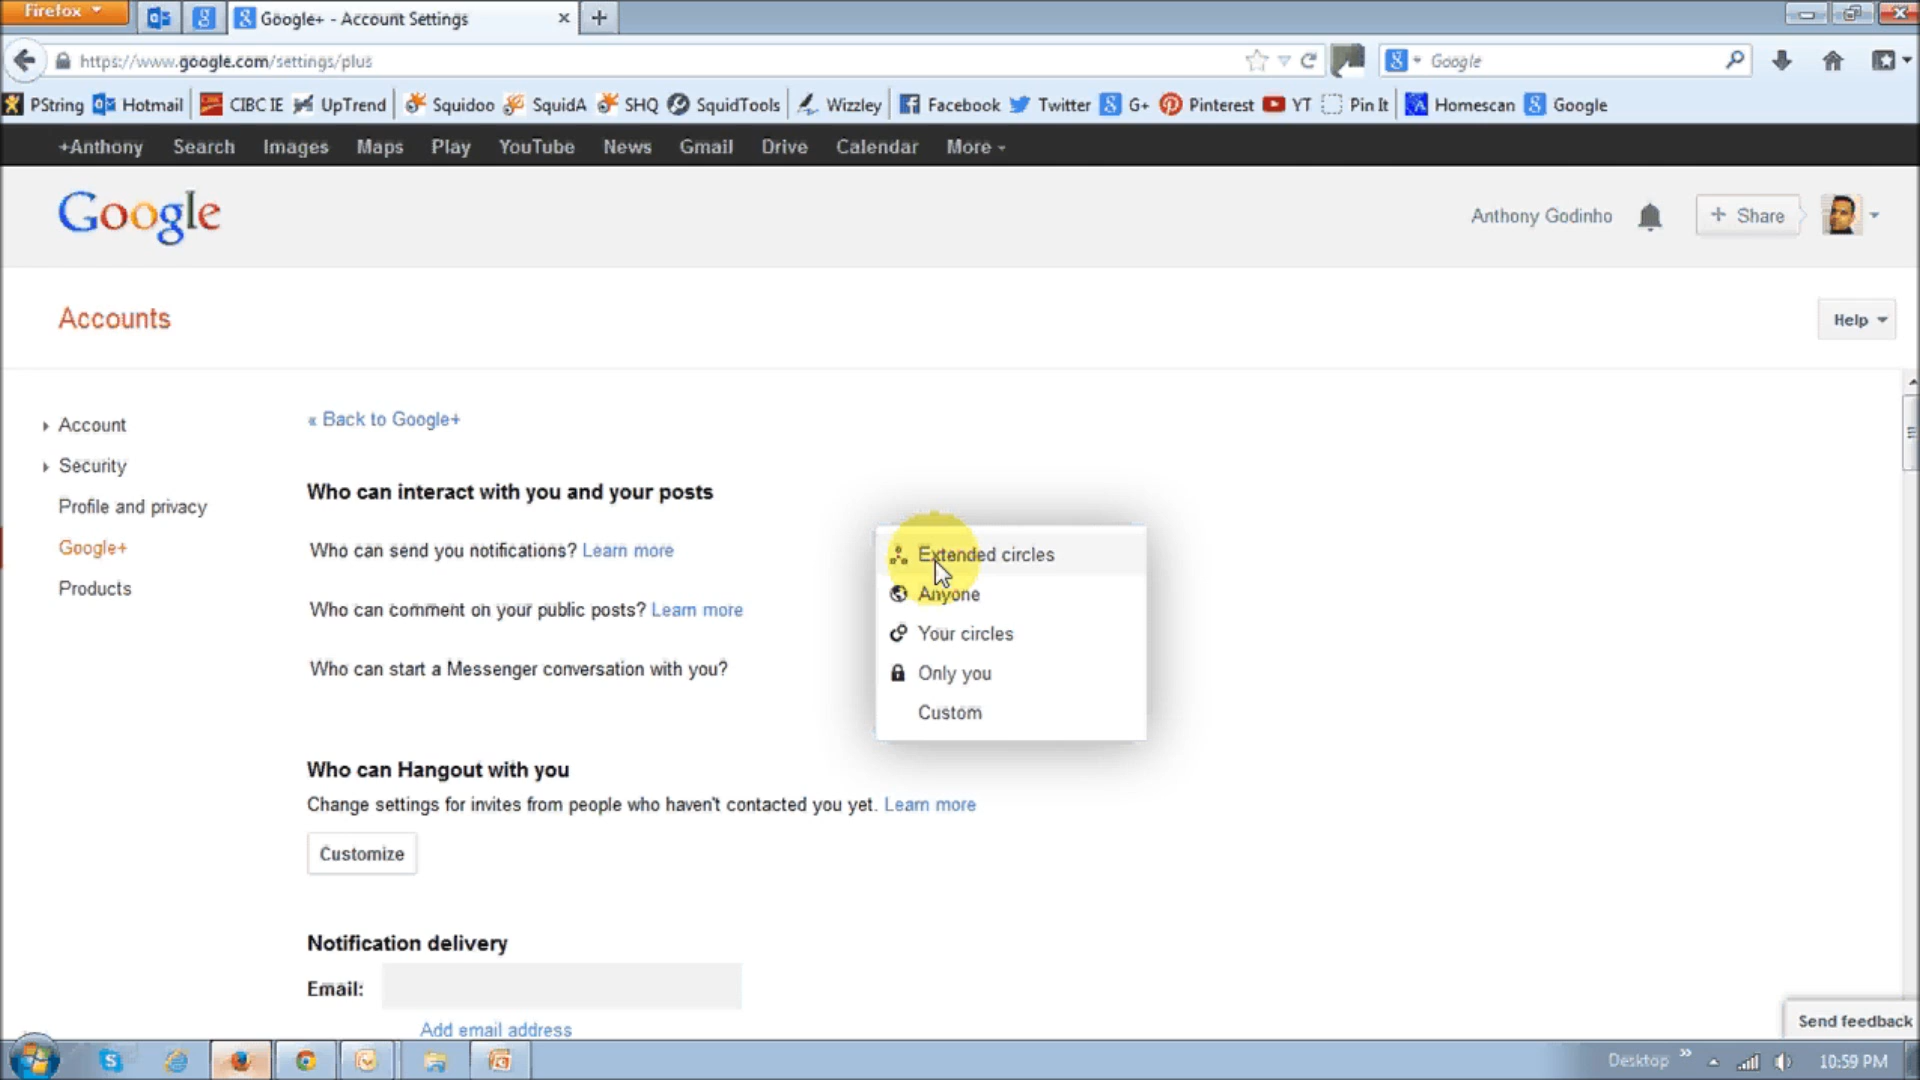 Firefox
Google+ - Account Settings
https://www.google.com/settings/plus
Google
PString Hotmail CIBC IE UpTrend Squidoo SquidA SHQ SquidTools Wizzley Facebook Twitter G+ Pinterest YT Pin It Homescan Google
+Anthony Search Images Maps Play YouTube News Gmail Drive Calendar More
Google
Anthony Godinho
+ Share
Accounts
Help
Account
Security
Profile and privacy
Google+
Products
« Back to Google+
Who can interact with you and your posts
Who can send you notifications? Learn more
Who can comment on your public posts? Learn more
Who can start a Messenger conversation with you?
Extended circles
Anyone
Your circles
Only you
Custom
Who can Hangout with you
Change settings for invites from people who haven't contacted you yet. Learn more
Customize
Notification delivery
Email:
Add email address
Send feedback
Desktop »
10:59 PM